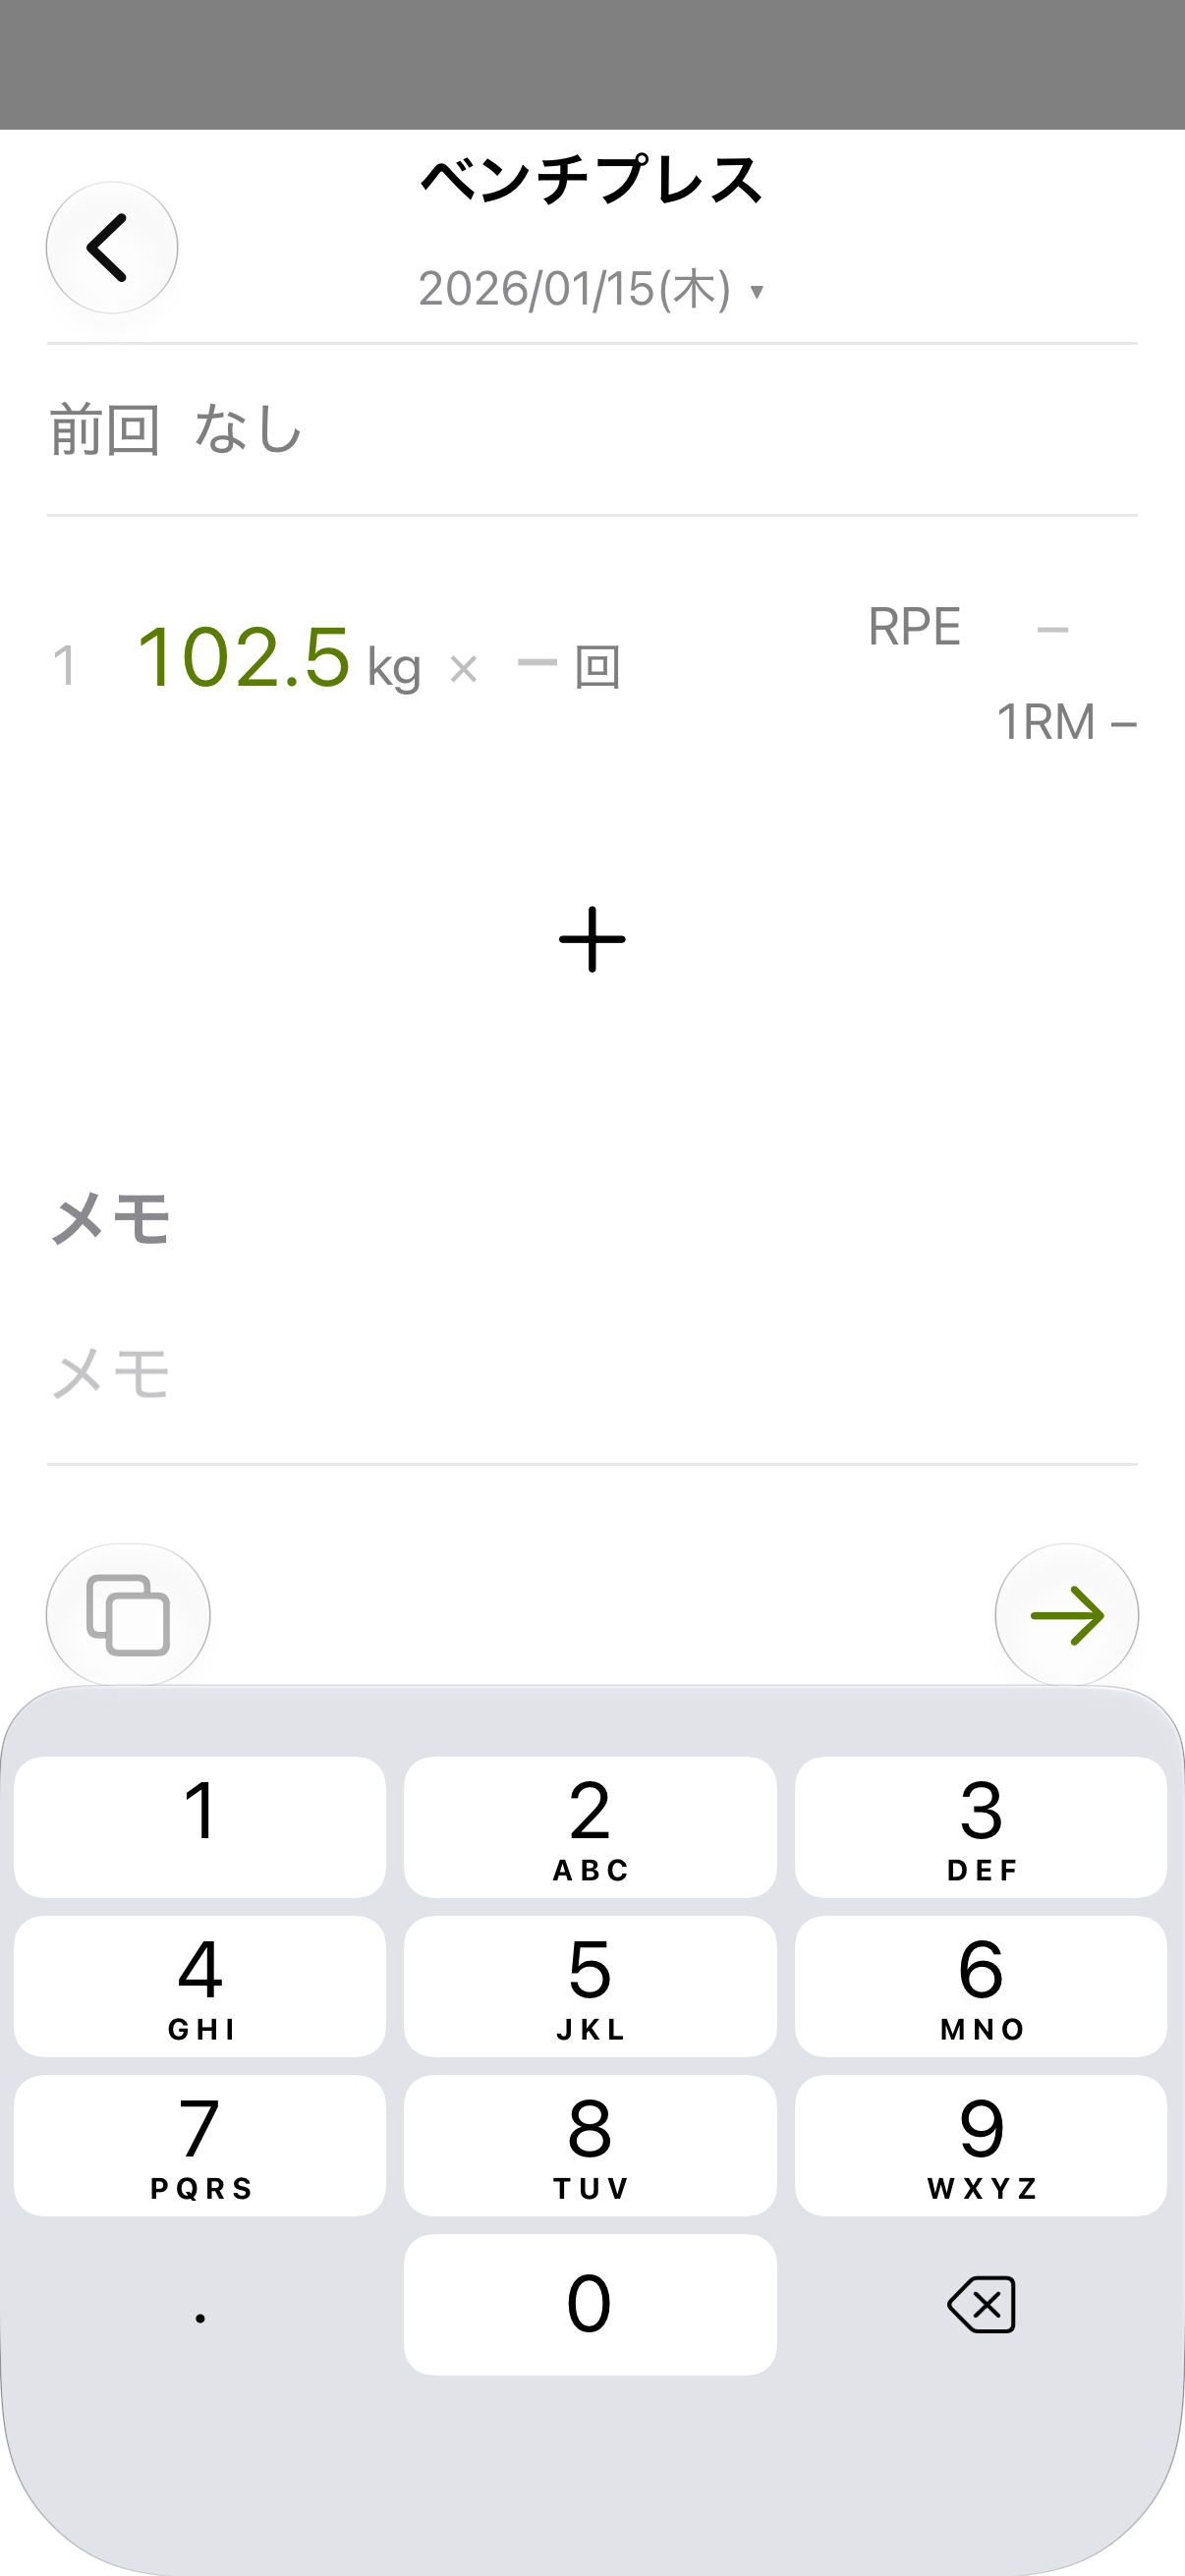 ベンチプレス
2026/01/15(木) ▼
前回 なし
1 102.5 kg × – 回 RPE –
1RM –
メモ
メモ
1 2 3
ABC DEF
4 5 6
GHI JKL MNO
7 8 9
PQRS TUV WXYZ
. 0